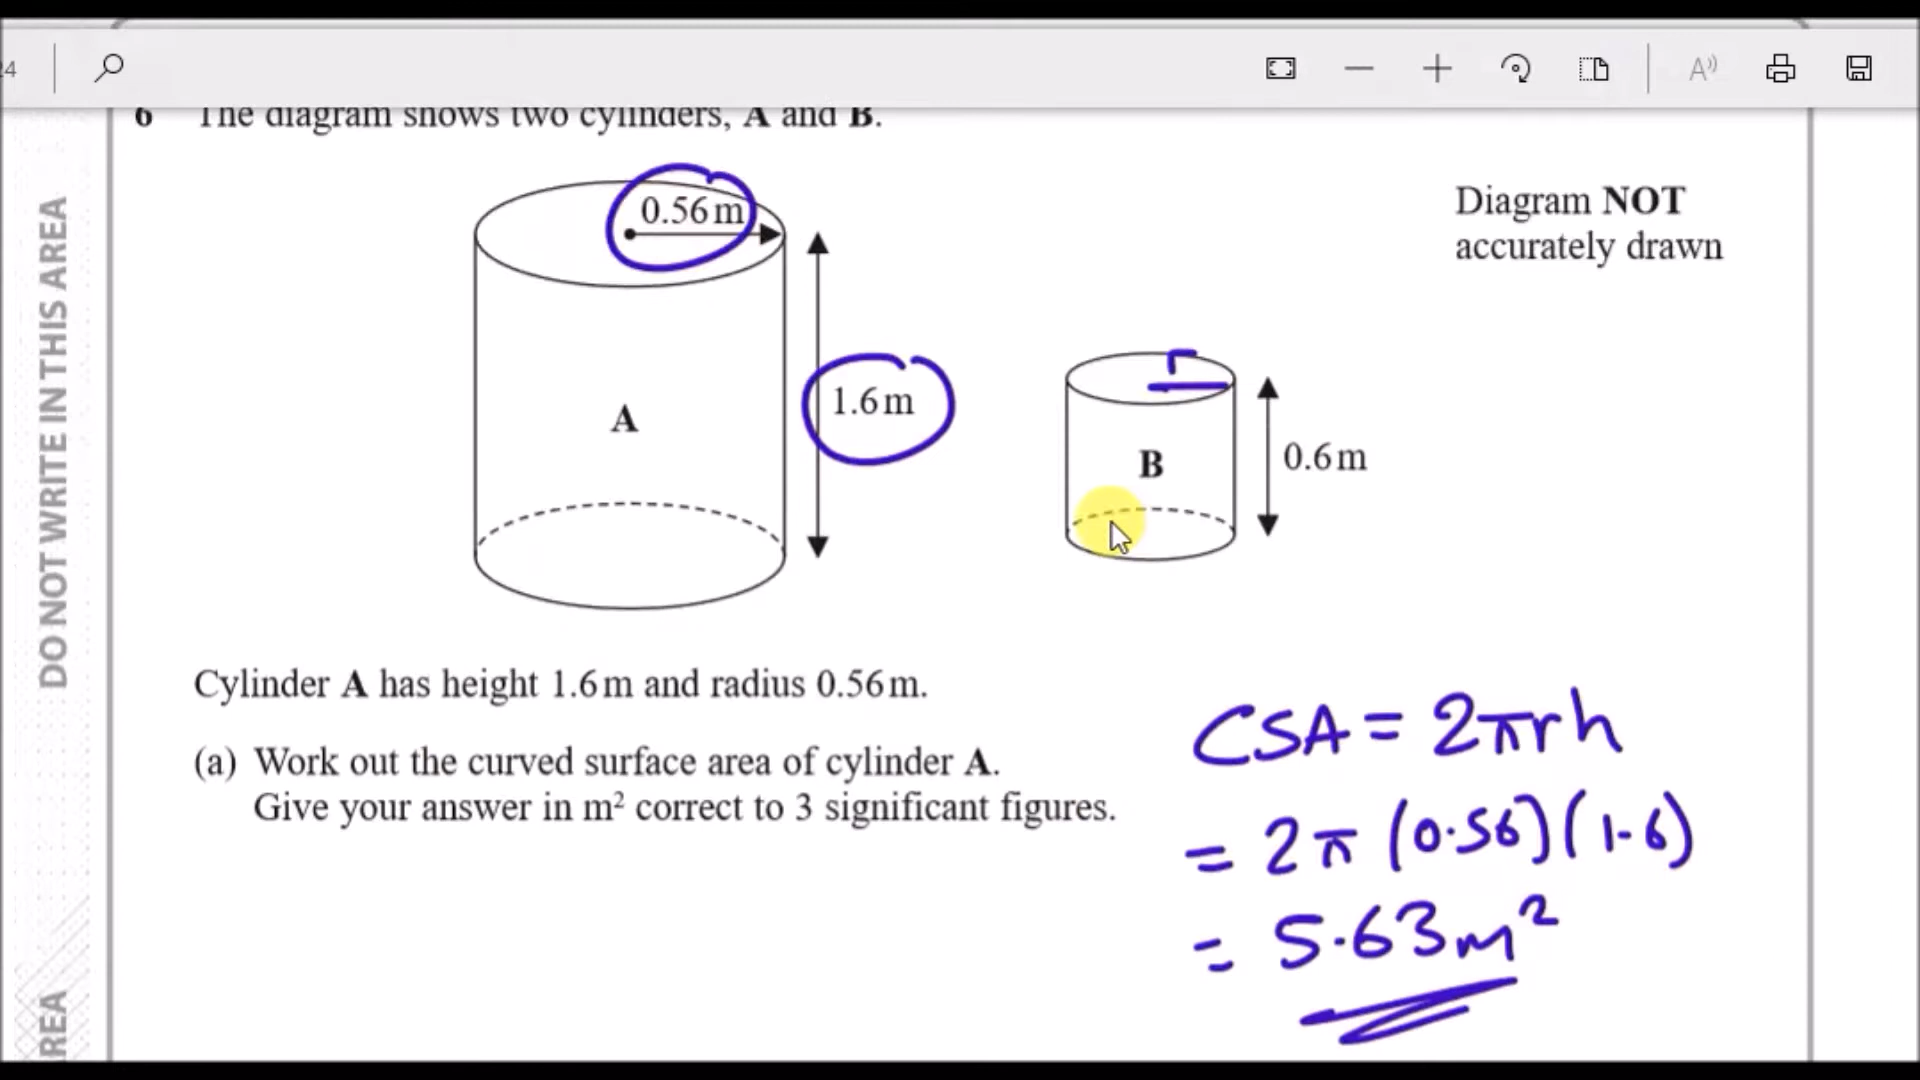 24
6 The diagram shows two cylinders, A and B.
0.56 m
Diagram NOT
accurately drawn
1.6 m
A
r
B
0.6 m
DO NOT WRITE IN THIS AREA
Cylinder A has height 1.6 m and radius 0.56 m.
(a) Work out the curved surface area of cylinder A.
Give your answer in m² correct to 3 significant figures.
CSA = 2πrh
= 2π (0.56)(1.6)
= 5.63m²
REA